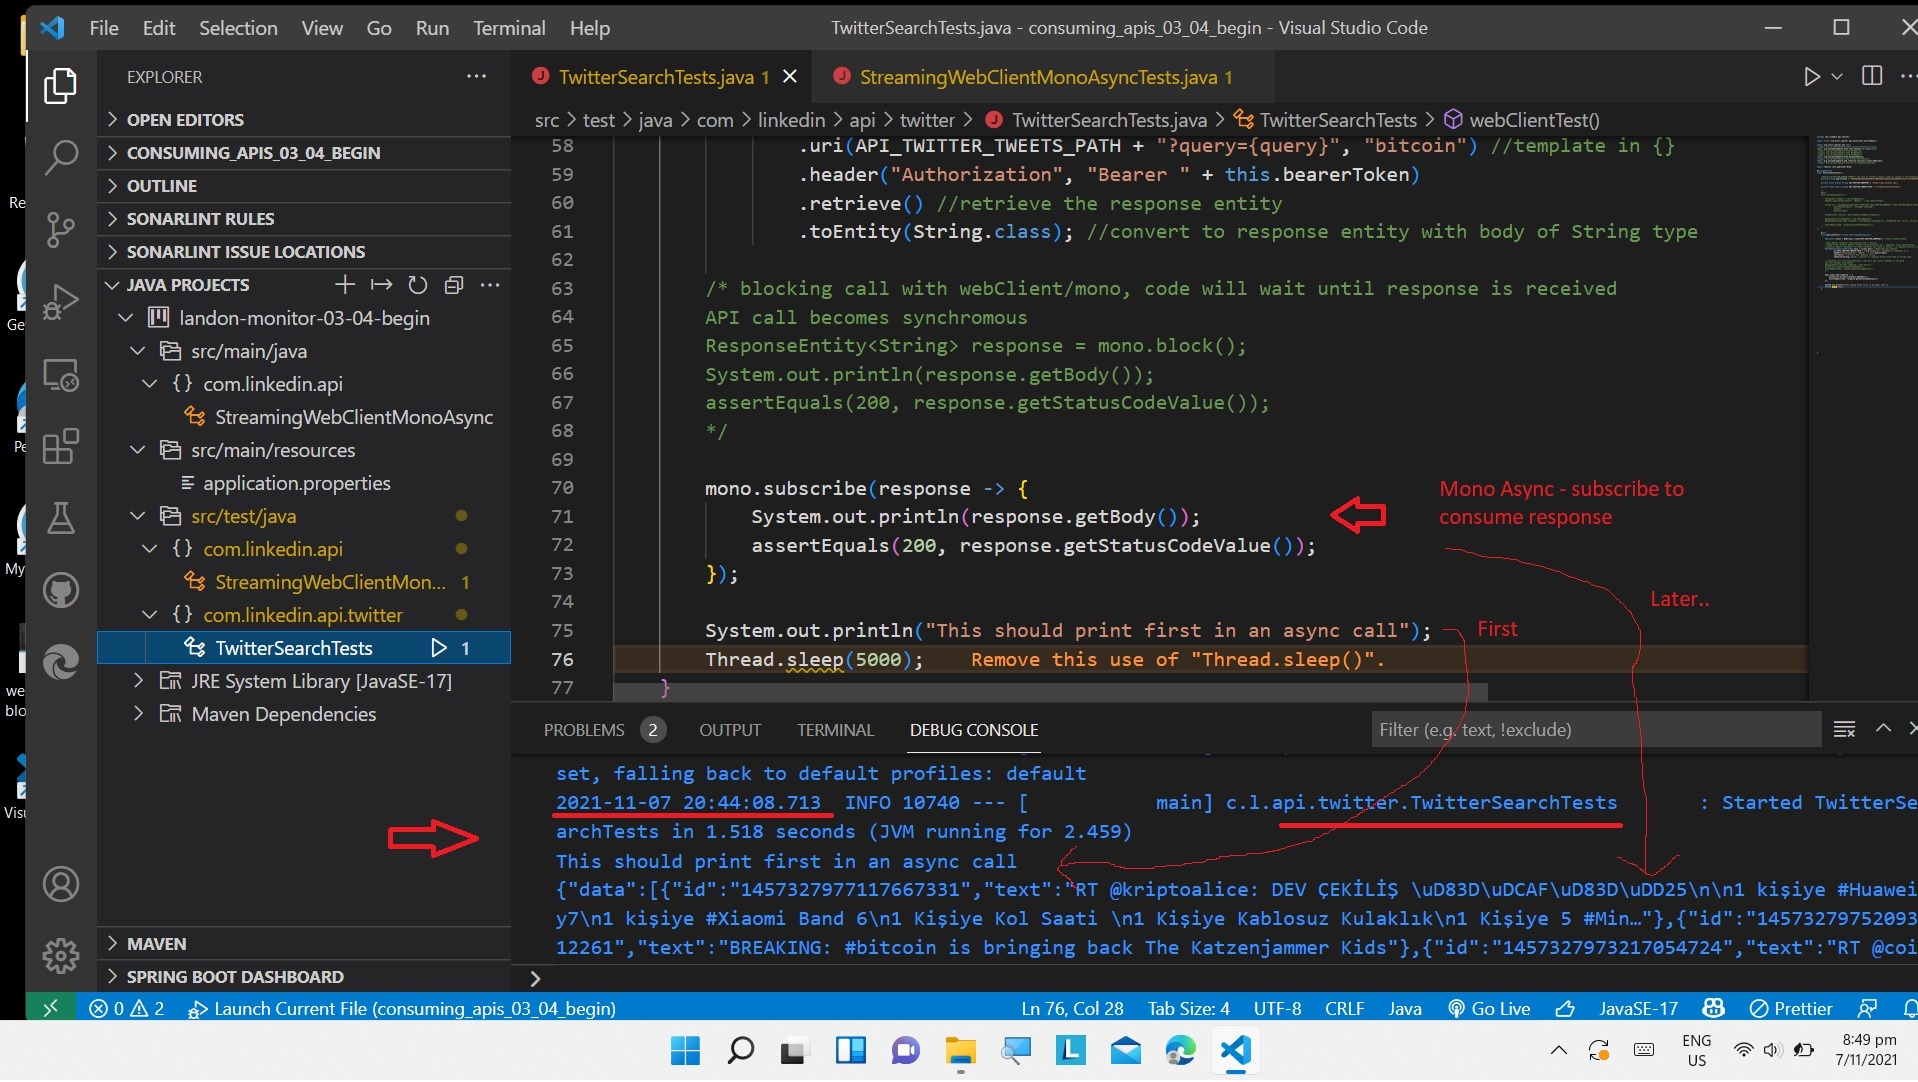 File Edit Selection View Go Run Terminal Help
TwitterSearchTests.java - consuming_apis_03_04_begin - Visual Studio Code
EXPLORER
OPEN EDITORS
CONSUMING_APIS_03_04_BEGIN
OUTLINE
SONARLINT RULES
SONARLINT ISSUE LOCATIONS
JAVA PROJECTS
landon-monitor-03-04-begin
src/main/java
{} com.linkedin.api
StreamingWebClientMonoAsync
src/main/resources
application.properties
src/test/java
{} com.linkedin.api
StreamingWebClientMon... 1
{} com.linkedin.api.twitter
TwitterSearchTests 1
JRE System Library [JavaSE-17]
Maven Dependencies
MAVEN
SPRING BOOT DASHBOARD
J TwitterSearchTests.java 1
J StreamingWebClientMonoAsyncTests.java 1
src > test > java > com > linkedin > api > twitter > J TwitterSearchTests.java > TwitterSearchTests > webClientTest()
58 .uri(API_TWITTER_TWEETS_PATH + "?query={query}", "bitcoin") //template in {}
59 .header("Authorization", "Bearer " + this.bearerToken)
60 .retrieve() //retrieve the response entity
61 .toEntity(String.class); //convert to response entity with body of String type
62
63 /* blocking call with webClient/mono, code will wait until response is received
64 API call becomes synchromous
65 ResponseEntity<String> response = mono.block();
66 System.out.println(response.getBody());
67 assertEquals(200, response.getStatusCodeValue());
68 */
69
70 mono.subscribe(response -> {
71 System.out.println(response.getBody());
72 assertEquals(200, response.getStatusCodeValue());
73 });
74
75 System.out.println("This should print first in an async call");
76 Thread.sleep(5000); Remove this use of "Thread.sleep()".
77 }
Mono Async - subscribe to
consume response
Later..
First
PROBLEMS 2 OUTPUT TERMINAL DEBUG CONSOLE
Filter (e.g. text, !exclude)
set, falling back to default profiles: default
2021-11-07 20:44:08.713 INFO 10740 --- [ main] c.l.api.twitter.TwitterSearchTests : Started TwitterSe
archTests in 1.518 seconds (JVM running for 2.459)
This should print first in an async call
{"data":[{"id":"1457327977117667331","text":"RT @kriptoalice: DEV ÇEKİLİŞ \uD83D\uDCAF\uD83D\uDD25\n\n1 kişiye #Huawei
y7\n1 kişiye #Xiaomi Band 6\n1 Kişiye Kol Saati \n1 Kişiye Kablosuz Kulaklık\n1 Kişiye 5 #Min…"},{"id":"14573279752093
12261","text":"BREAKING: #bitcoin is bringing back The Katzenjammer Kids"},{"id":"1457327973217054724","text":"RT @coi
0 2 Launch Current File (consuming_apis_03_04_begin)
Ln 76, Col 28 Tab Size: 4 UTF-8 CRLF Java Go Live JavaSE-17 Prettier
ENG
US
8:49 pm
7/11/2021